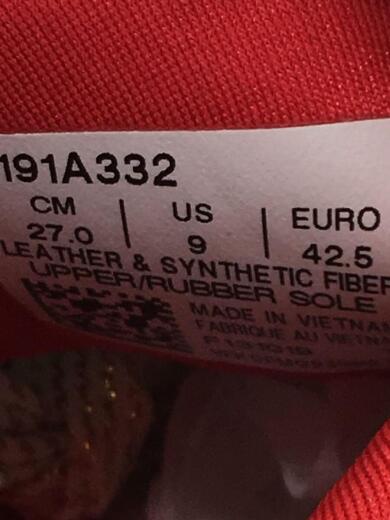 191A332
CM | US | EURO
27.0 | 9 | 42.5
LEATHER & SYNTHETIC FIBER
UPPER/RUBBER SOLE
MADE IN VIETNAM
FABRIQUE AU VIETNA